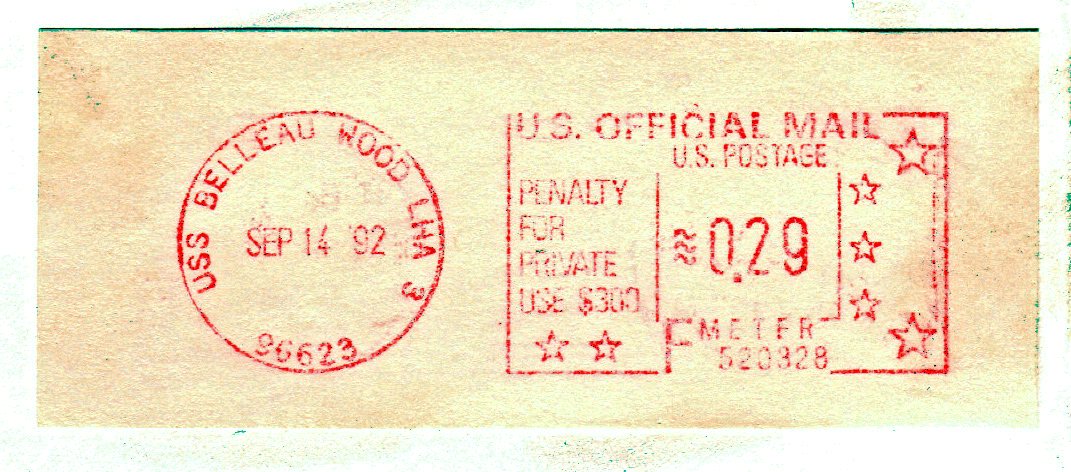 USS BELLEAU WOOD LHA 3
SEP 14 '92
96623
U.S. OFFICIAL MAIL
U.S. POSTAGE
PENALTY
FOR
PRIVATE
USE $300
0.29
METER
520328